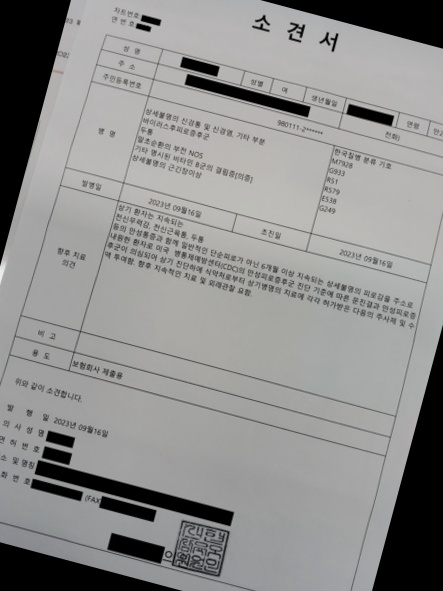 차트번호
면 번호
소 견 서
성 명
성별
여
생년월일
연령
만2
주 소
전화)
주민등록번호
980111-2******
병 명
상세불명의 신경통 및 신경염, 기타 부분
바이러스후피로증후군
두통
말초순환의 전부 NOS
기타 명시된 비타민 B군의 결핍증[의증]
상세불명의 근긴장이상
한국질병 분류 기호
M7928
G933
R51
R579
E538
G249
발병일
2023년 09월16일
초진일
2023년 09월16일
향후 치료
의견
상기 환자는 지속되는
전신무력감, 전신근육통, 두통
등의 만성통증과 함께 일반적인 단순피로가 아닌 6개월 이상 지속되는 상세불명의 피로감을 주소로
내원한 환자로 미국 병통제예방센타(CDC)의 만성피로증후군 진단 기준에 따른 문진결과 만성피로증
후군이 의심되어 상기 진단하에 식약처로부터 상기병명의 치료에 각각 허가받은 다음의 주사제 및 수
액 투여함. 향후 지속적인 치료 및 외래관찰 요함.
비 고
용 도
보험회사 제출용
위와 같이 소견합니다.
발 행 일 2023년 09월16일
의 사 성 명
면 허 번 호
소 및 명칭
화 번 호
(FAX